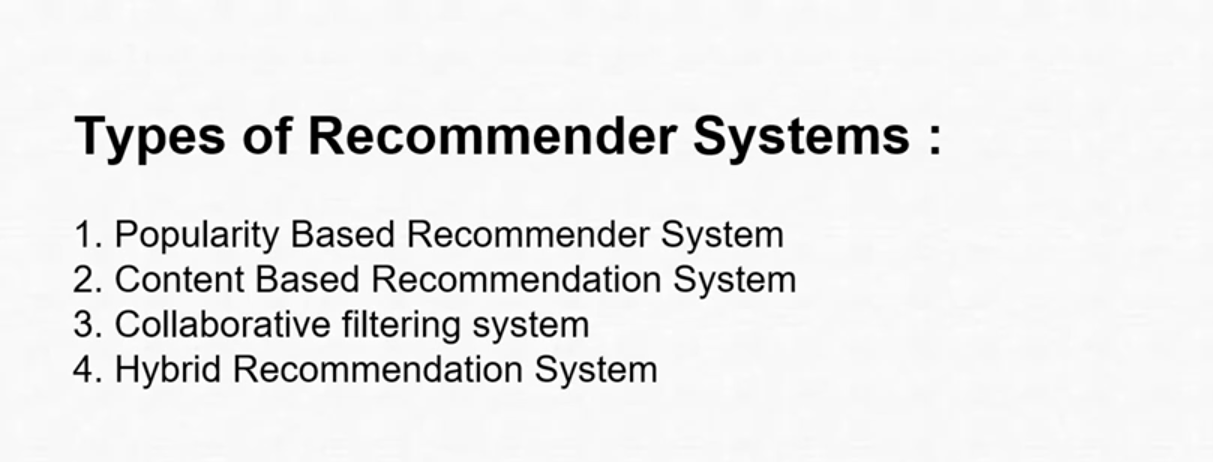 Types of Recommender Systems :
1. Popularity Based Recommender System
2. Content Based Recommendation System
3. Collaborative filtering system
4. Hybrid Recommendation System